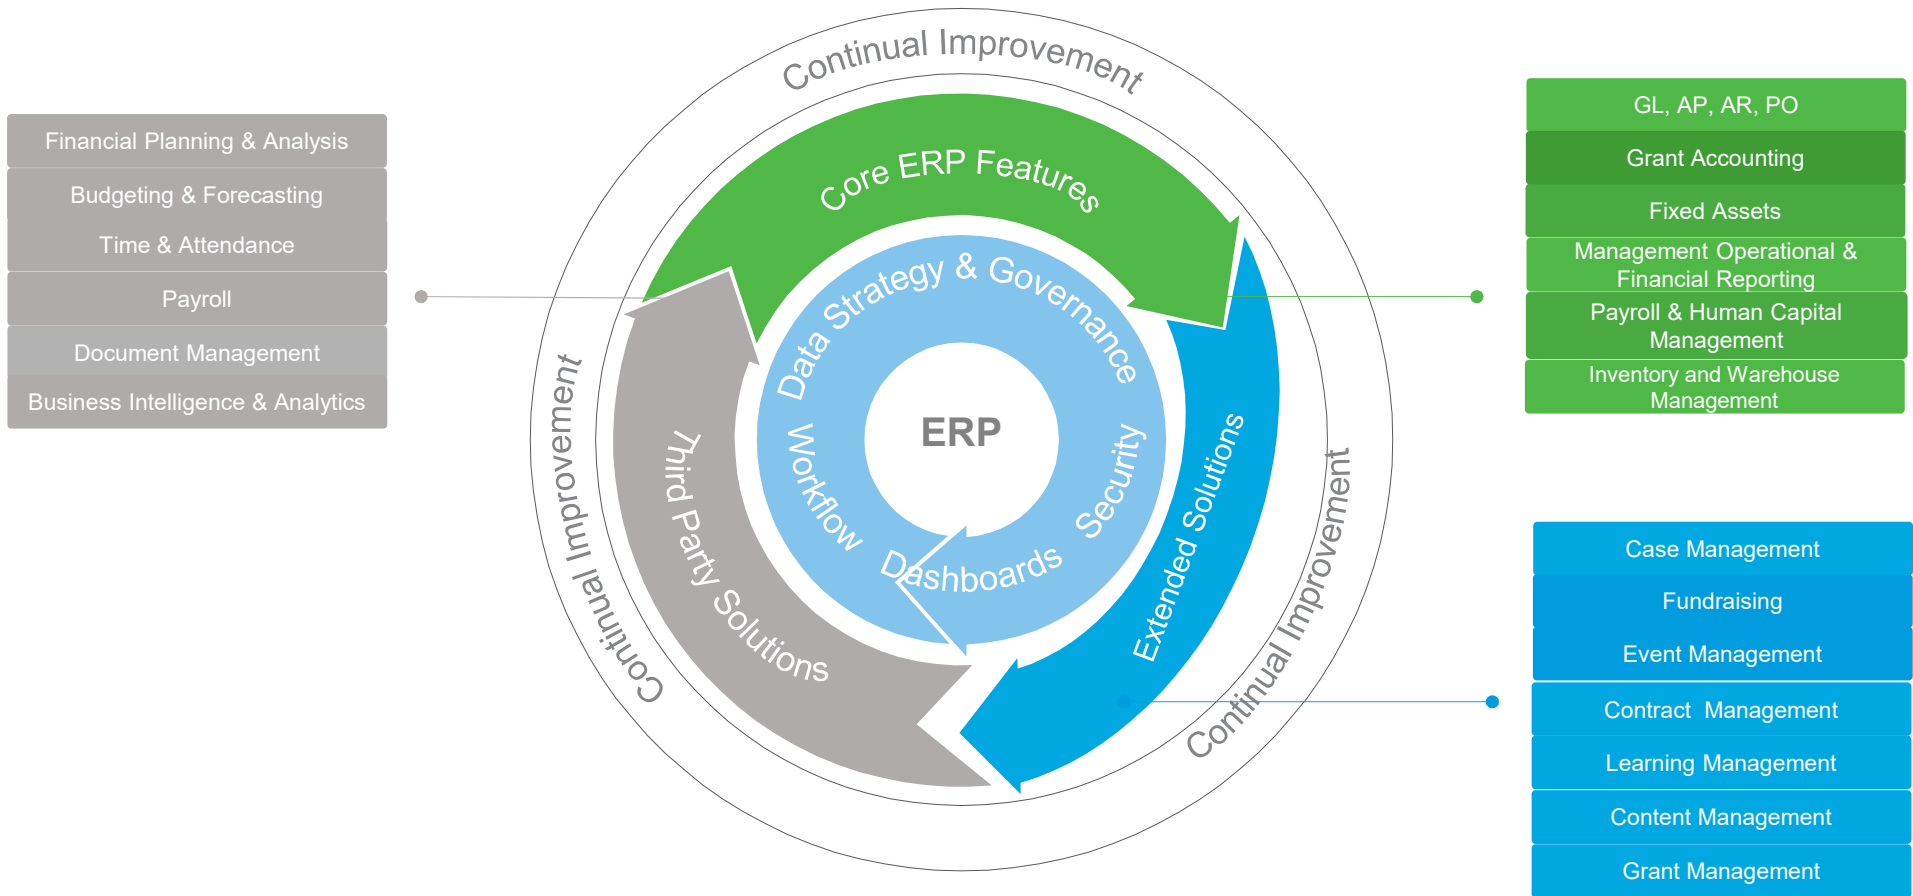 Continual Improvement
Core ERP Features
Data Strategy & Governance
ERP
Workflow
Dashboards
Security
Third Party Solutions
Extended Solutions
Continual Improvement
Continual Improvement
Financial Planning & Analysis
Budgeting & Forecasting
Time & Attendance
Payroll
Document Management
Business Intelligence & Analytics
GL, AP, AR, PO
Grant Accounting
Fixed Assets
Management Operational &
Financial Reporting
Payroll & Human Capital
Management
Inventory and Warehouse
Management
Case Management
Fundraising
Event Management
Contract  Management
Learning Management
Content Management
Grant Management